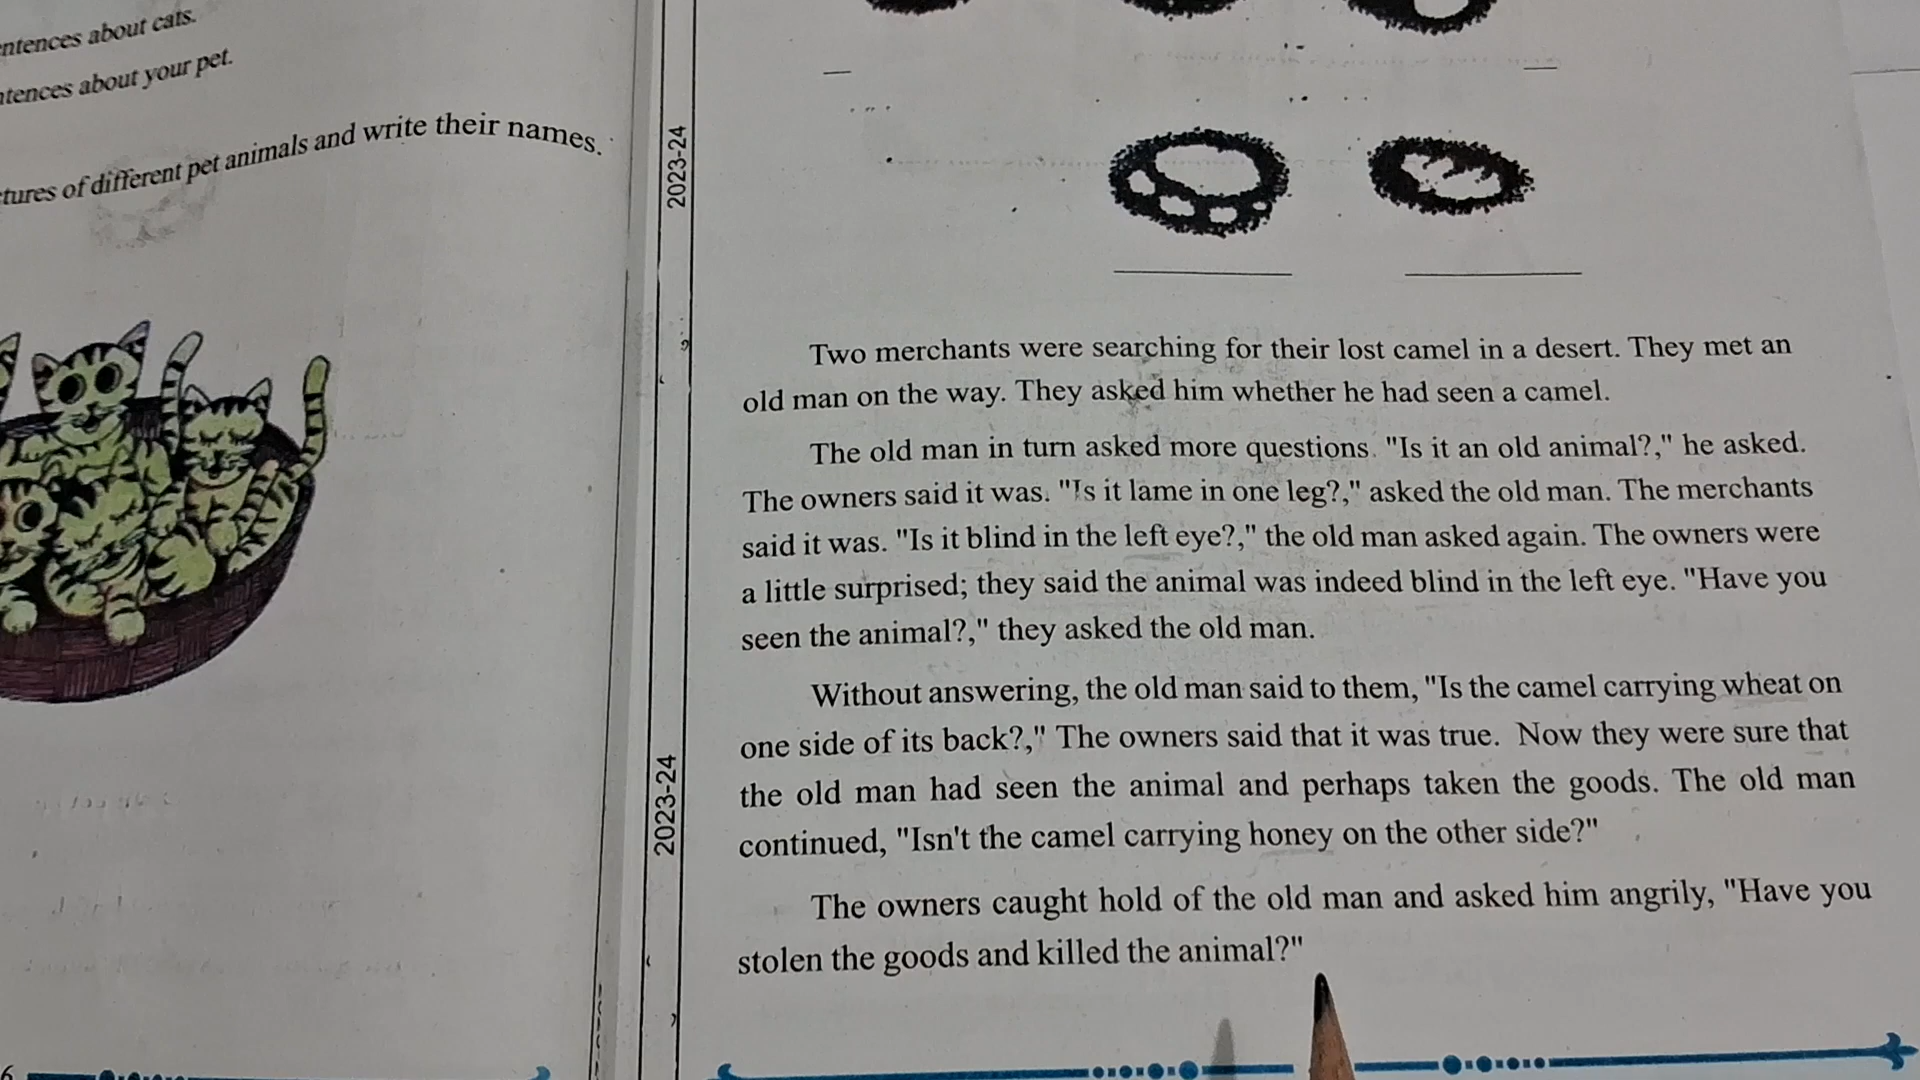 ntences about cats.
ntences about your pet.
tures of different pet animals and write their names.
6
2023-24
2023-24
Two merchants were searching for their lost camel in a desert. They met an
old man on the way. They asked him whether he had seen a camel.
The old man in turn asked more questions. "Is it an old animal?," he asked.
The owners said it was. "Is it lame in one leg?," asked the old man. The merchants
said it was. "Is it blind in the left eye?," the old man asked again. The owners were
a little surprised; they said the animal was indeed blind in the left eye. "Have you
seen the animal?," they asked the old man.
Without answering, the old man said to them, "Is the camel carrying wheat on
one side of its back?," The owners said that it was true. Now they were sure that
the old man had seen the animal and perhaps taken the goods. The old man
continued, "Isn't the camel carrying honey on the other side?"
The owners caught hold of the old man and asked him angrily, "Have you
stolen the goods and killed the animal?"